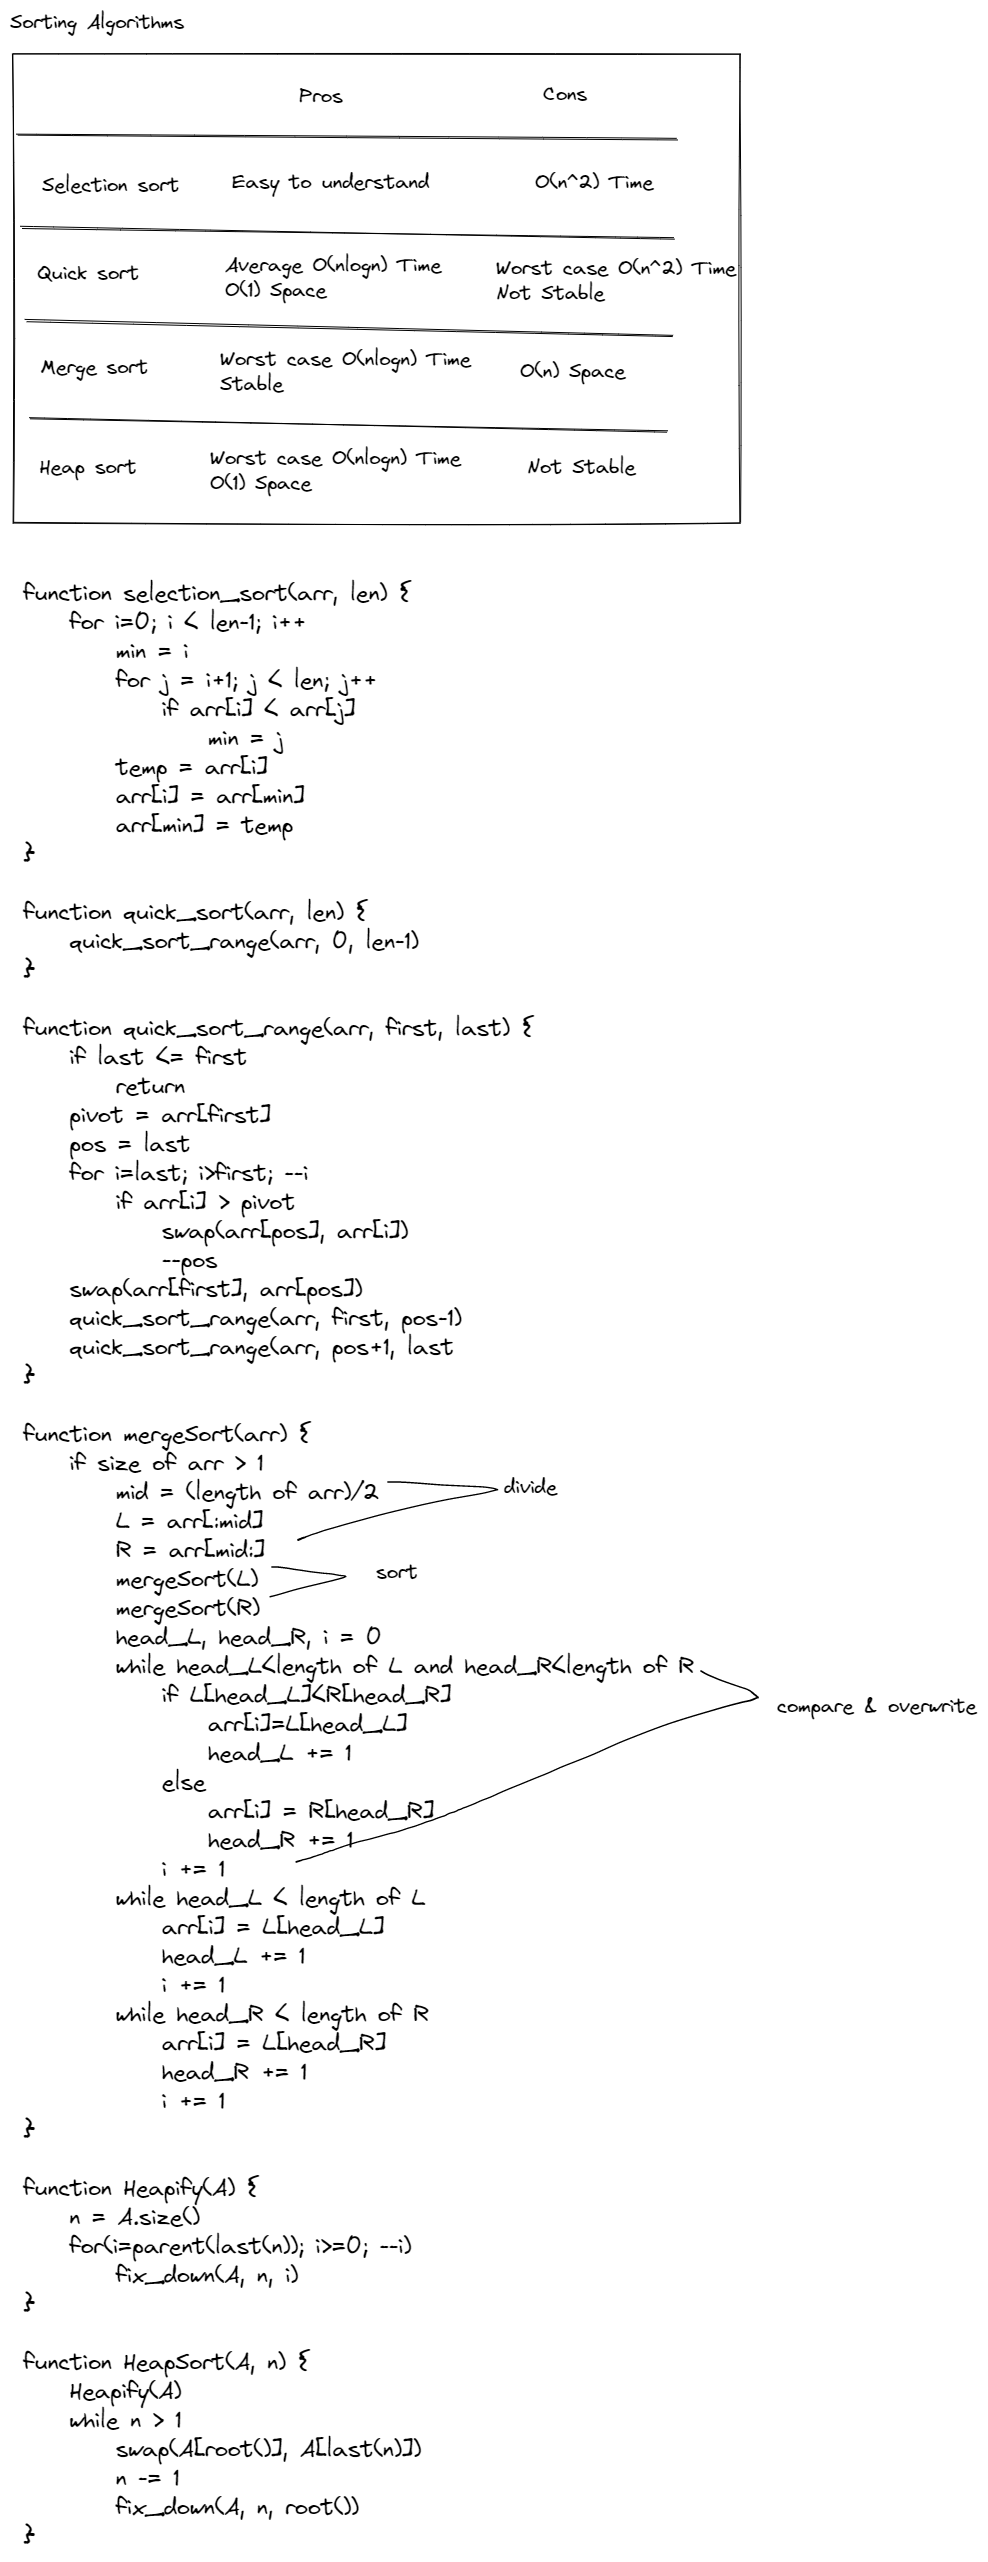 Sorting Algorithms
Pros Cons
Selection sort Easy to understand O(n^2) Time
Quick sort Average O(nlogn) Time Worst case O(n^2) Time
O(1) Space Not Stable
Merge sort Worst case O(nlogn) Time O(n) Space
Stable
Heap sort Worst case O(nlogn) Time Not Stable
O(1) Space
function selection_sort(arr, len) {
    for i=0; i < len-1; i++
        min = i
        for j = i+1; j < len; j++
            if arr[i] < arr[j]
                min = j
        temp = arr[i]
        arr[i] = arr[min]
        arr[min] = temp
}
function quick_sort(arr, len) {
    quick_sort_range(arr, 0, len-1)
}
function quick_sort_range(arr, first, last) {
    if last <= first
        return
    pivot = arr[first]
    pos = last
    for i=last; i>first; --i
        if arr[i] > pivot
            swap(arr[pos], arr[i])
            --pos
    swap(arr[first], arr[pos])
    quick_sort_range(arr, first, pos-1)
    quick_sort_range(arr, pos+1, last
}
function mergeSort(arr) {
    if size of arr > 1
        mid = (length of arr)/2 divide
        L = arr[:mid]
        R = arr[mid:]
        mergeSort(L) sort
        mergeSort(R)
        head_L, head_R, i = 0
        while head_L<length of L and head_R<length of R
            if L[head_L]<R[head_R] compare & overwrite
                arr[i]=L[head_L]
                head_L += 1
            else
                arr[i] = R[head_R]
                head_R += 1
            i += 1
        while head_L < length of L
            arr[i] = L[head_L]
            head_L += 1
            i += 1
        while head_R < length of R
            arr[i] = L[head_R]
            head_R += 1
            i += 1
}
function Heapify(A) {
    n = A.size()
    for(i=parent(last(n)); i>=0; --i)
        fix_down(A, n, i)
}
function HeapSort(A, n) {
    Heapify(A)
    while n > 1
        swap(A[root()], A[last(n)])
        n -= 1
        fix_down(A, n, root())
}